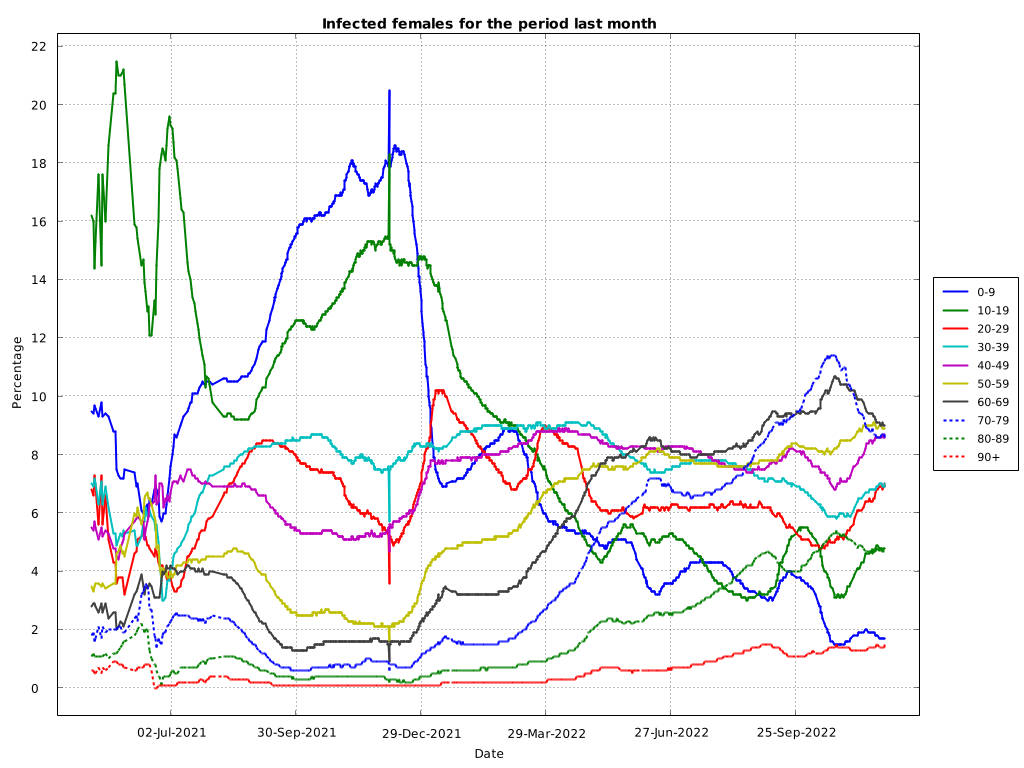 Infected females for the period last month
22
20
18
16
14
12
10
8
6
4
2
0
Percentage
02-Jul-2021
30-Sep-2021
29-Dec-2021
29-Mar-2022
27-Jun-2022
25-Sep-2022
Date
0-9
10-19
20-29
30-39
40-49
50-59
60-69
70-79
80-89
90+